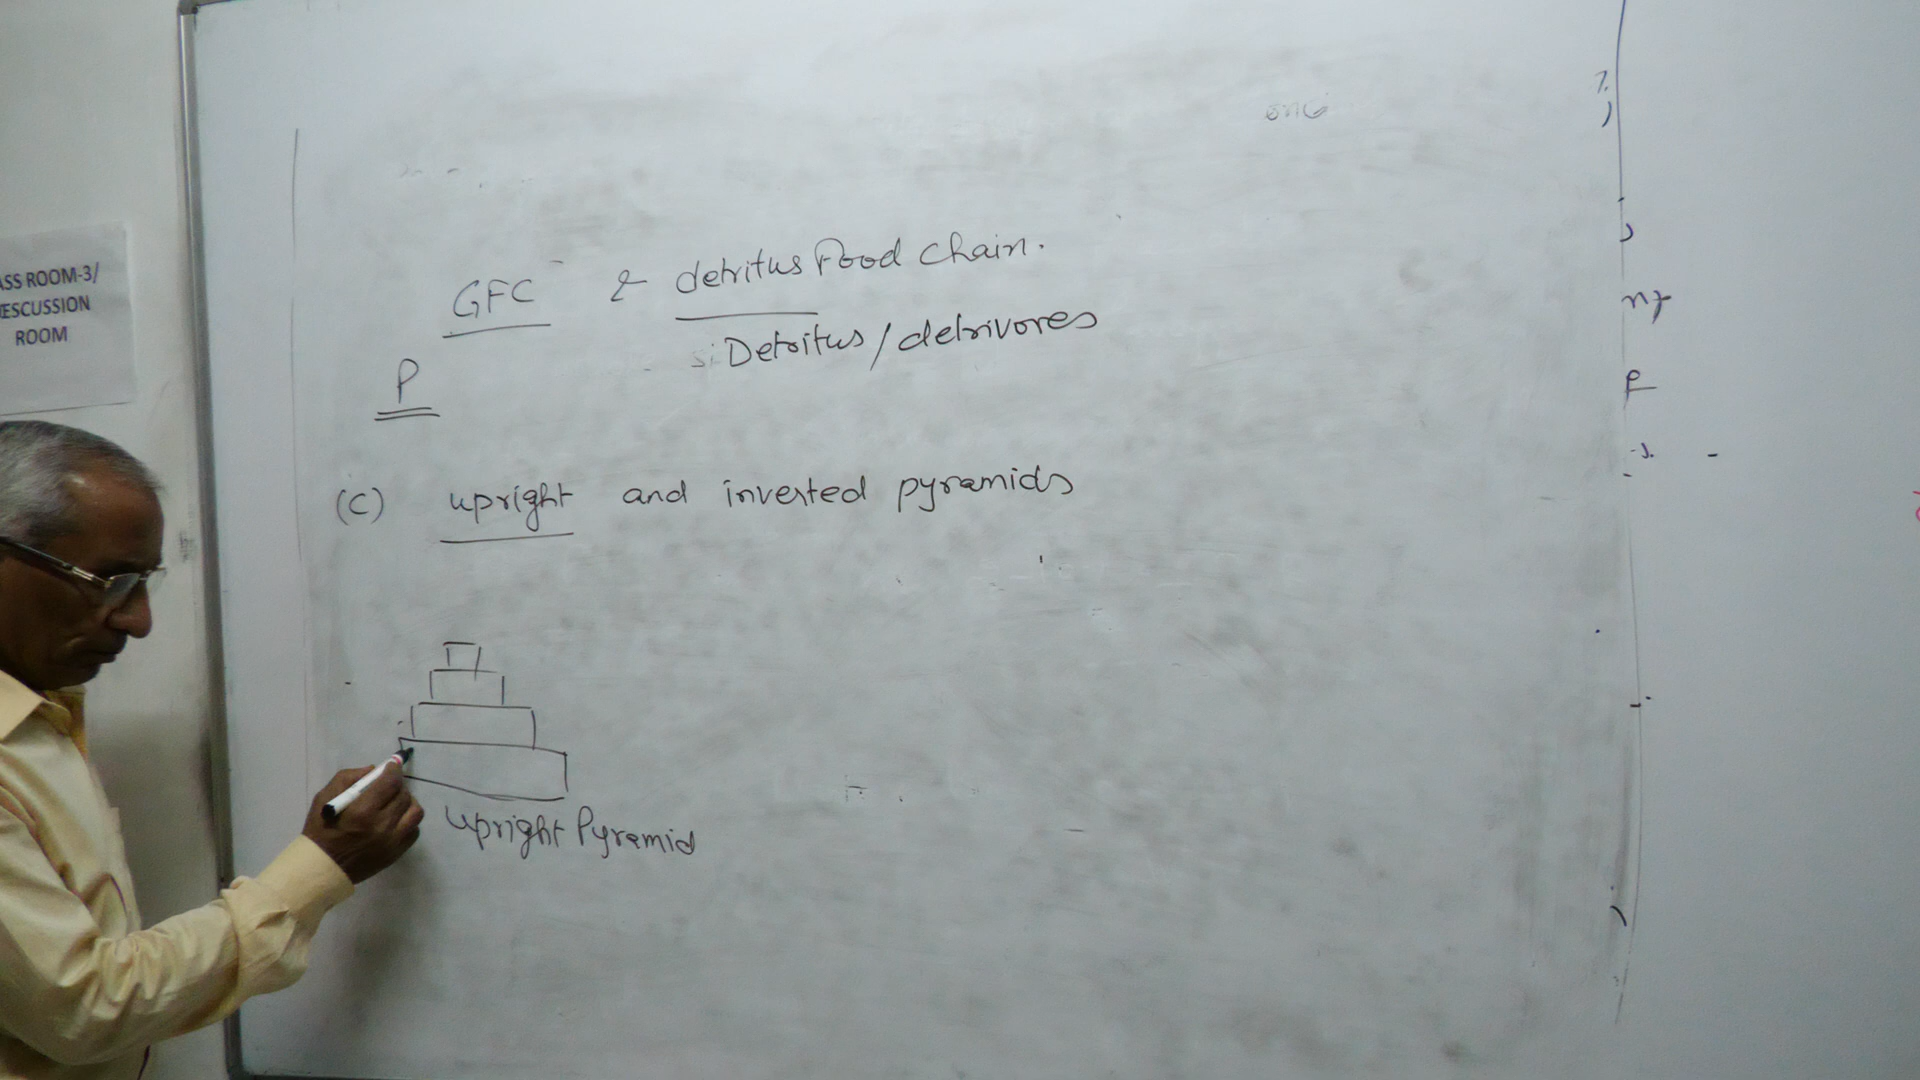 ASS ROOM-3/
ESCUSSION
ROOM
GFC & detritus Food Chain.
Detritus / detrivores
P
(C) upright and inverted pyramids
upright Pyramid